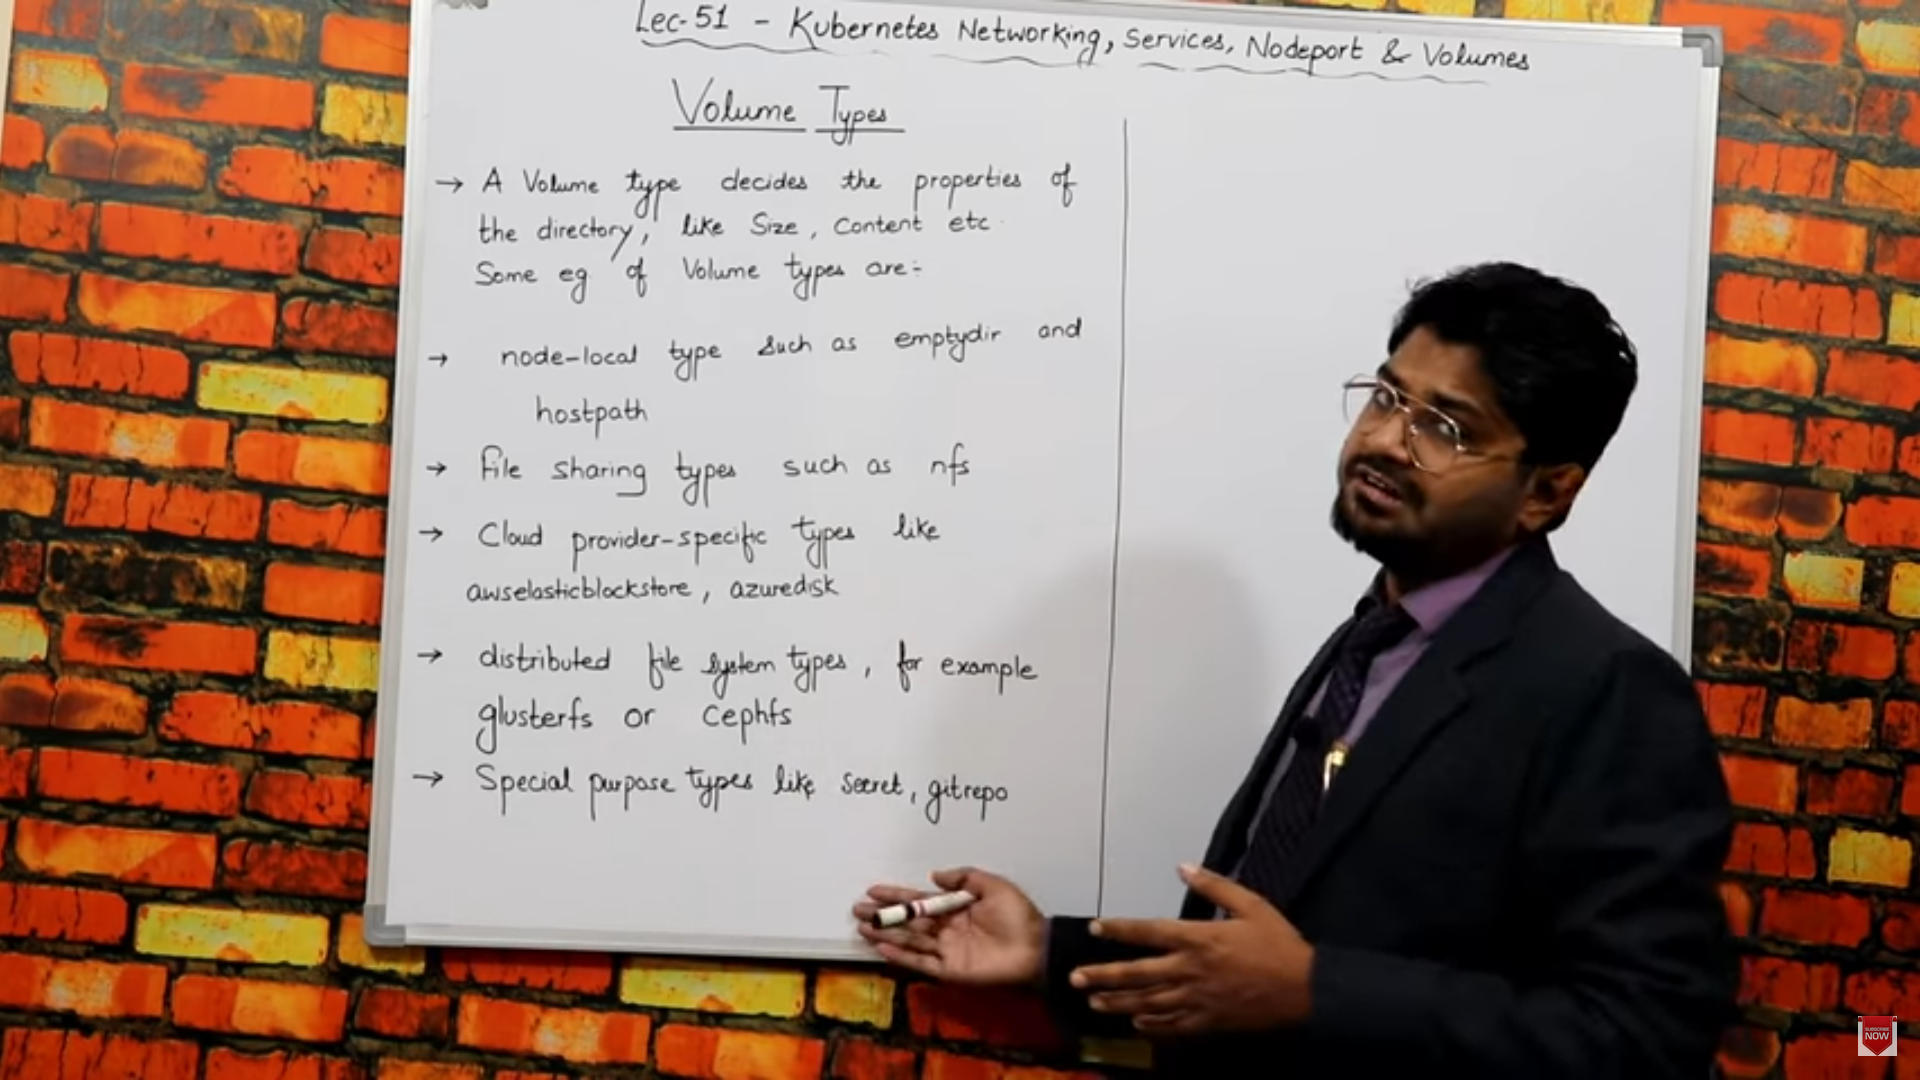 Lec-51 - Kubernetes Networking, Services, Nodeport & Volumes
Volume Types
→ A Volume type decides the properties of
the directory, like Size, Content etc.
Some eg of Volume types are:-
→ node-local type such as emptydir and
hostpath
→ file sharing types such as nfs
→ Cloud provider-specific types like
awselasticblockstore, azuredisk
→ distributed file system types, for example
glusterfs or Cephfs
→ Special purpose types like secret, gitrepo
SUBSCRIBE
NOW